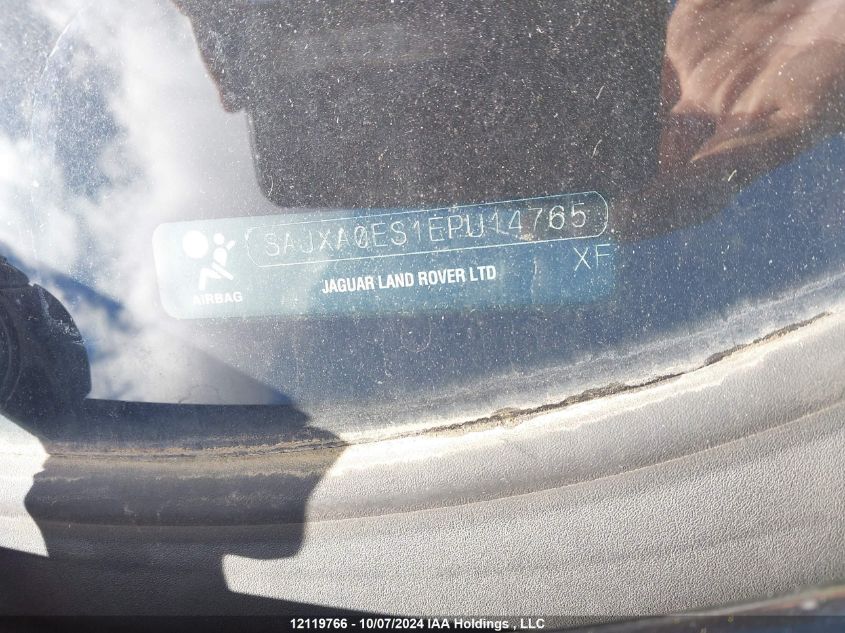 SAJXA0ES1EPU14765
XF
AIRBAG
JAGUAR LAND ROVER LTD
12119766 - 10/07/2024 IAA Holdings , LLC